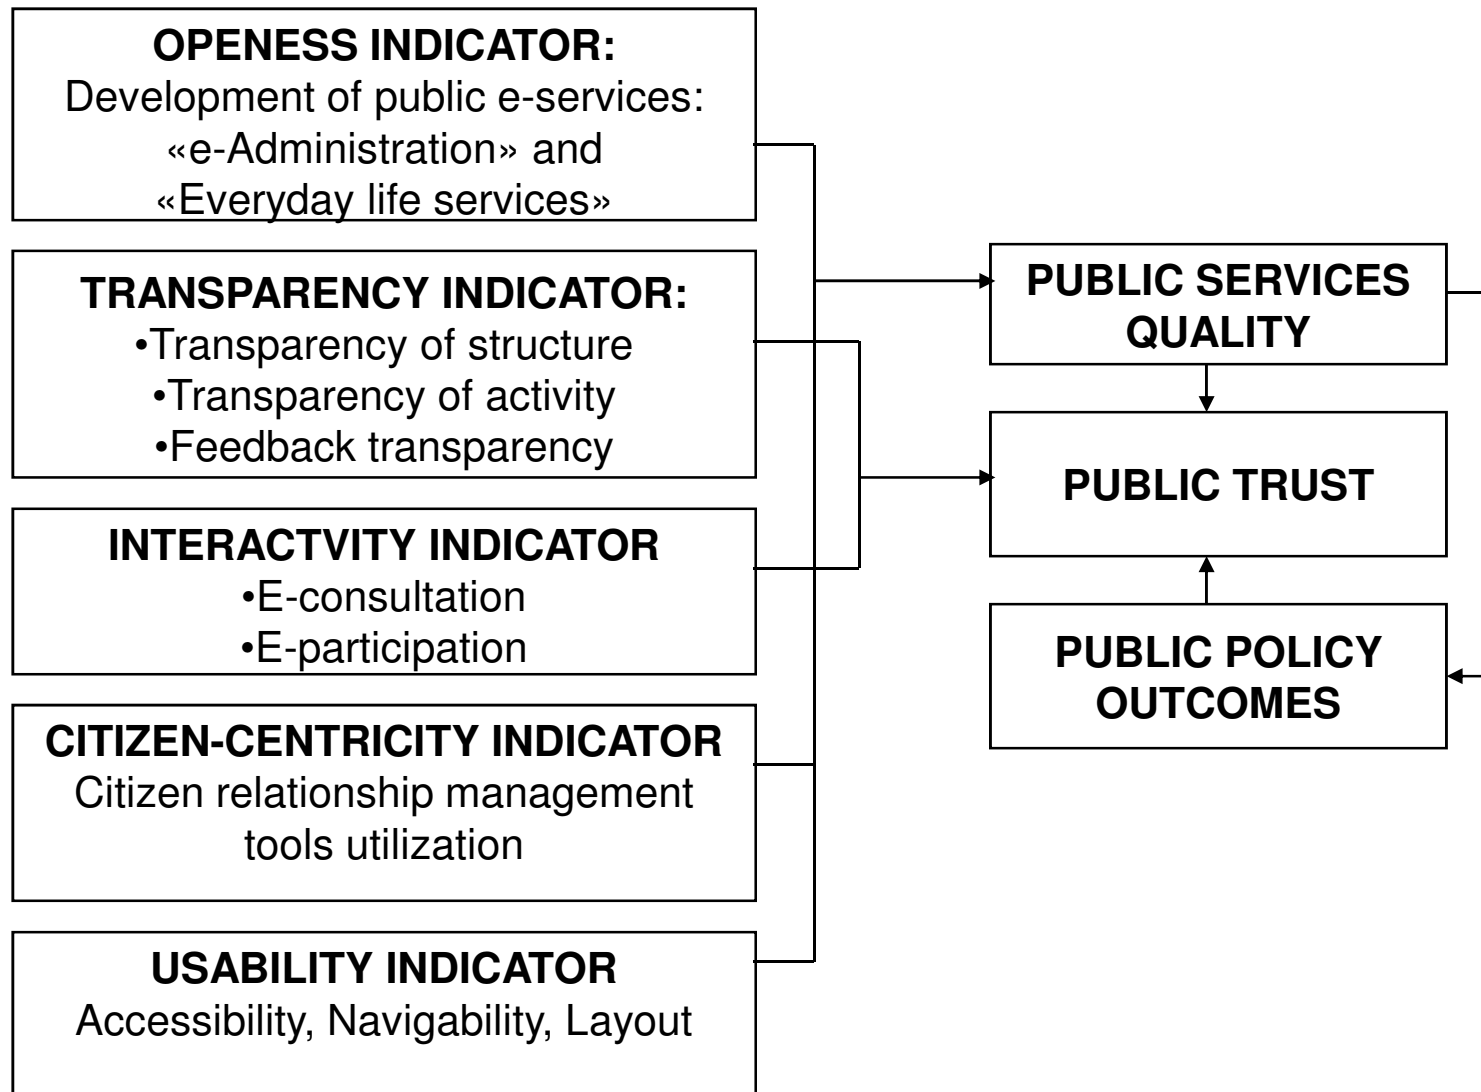 OPENESS INDICATOR:
Development of public e-services:
«e-Administration» and
«Everyday life services»
TRANSPARENCY INDICATOR:
•Transparency of structure
•Transparency of activity
•Feedback transparency
INTERACTVITY INDICATOR
•E-consultation
•E-participation
CITIZEN-CENTRICITY INDICATOR
Citizen relationship management
tools utilization
USABILITY INDICATOR
Accessibility, Navigability, Layout
PUBLIC SERVICES
QUALITY
PUBLIC TRUST
PUBLIC POLICY
OUTCOMES